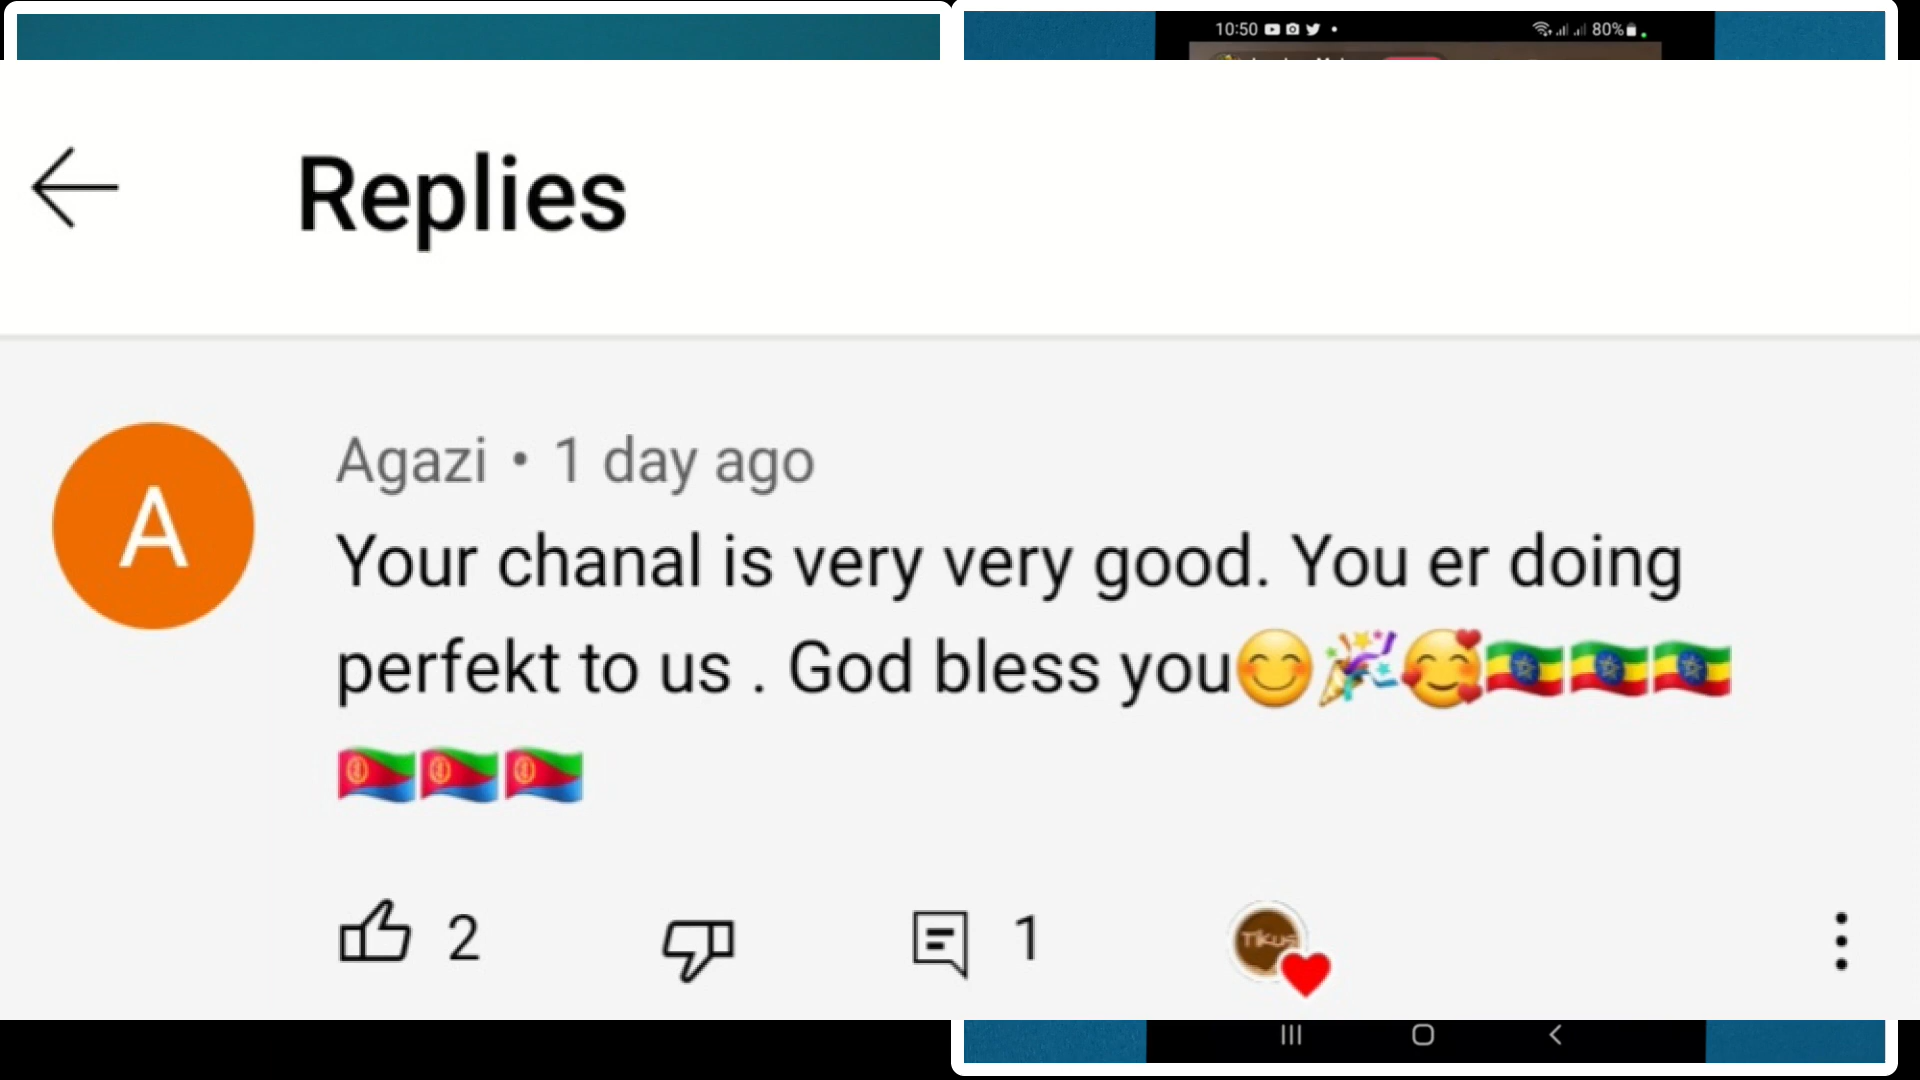 10:50 80%
Replies
A
Agazi • 1 day ago
Your chanal is very very good. You er doing
perfekt to us . God bless you😊🎉🥰🇪🇹🇪🇹🇪🇹
🇪🇷🇪🇷🇪🇷
2 1